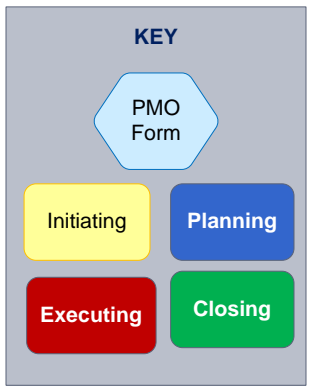 KEY
PMO
Form
Initiating
Planning
Executing
Closing